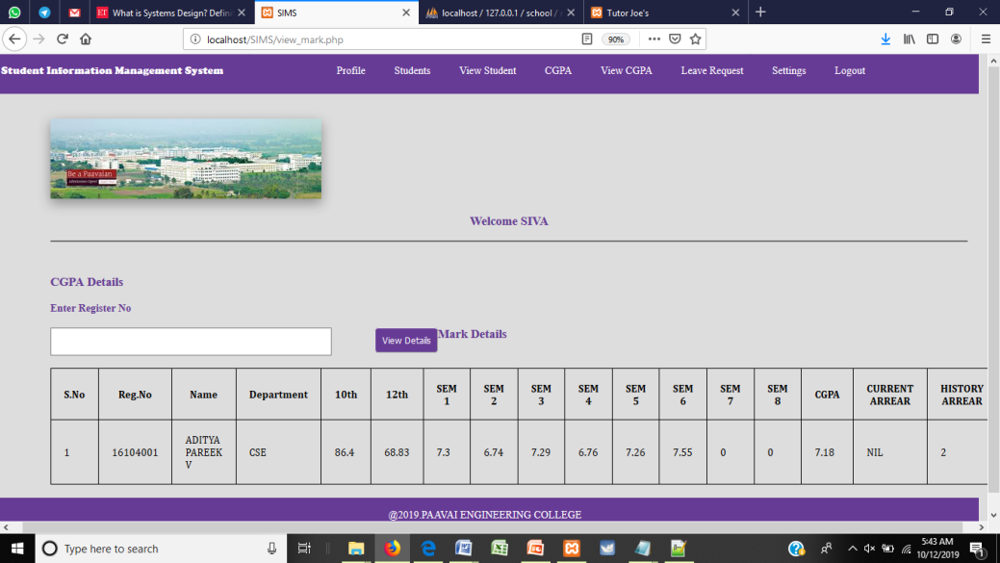 What is Systems Design? Defini
SIMS
localhost / 127.0.0.1 / school /
Tutor Joe's
localhost/SIMS/view_mark.php
90%
Student Information Management System
Profile
Students
View Student
CGPA
View CGPA
Leave Request
Settings
Logout
Be a Paavaian
Welcome SIVA
CGPA Details
Enter Register No
View Details
Mark Details
S.No Reg.No Name Department 10th 12th SEM 1 SEM 2 SEM 3 SEM 4 SEM 5 SEM 6 SEM 7 SEM 8 CGPA CURRENT ARREAR HISTORY ARREAR
1 16104001 ADITYA PAREEK V CSE 86.4 68.83 7.3 6.74 7.29 6.76 7.26 7.55 0 0 7.18 NIL 2
@2019.PAAVAI ENGINEERING COLLEGE
Type here to search
5:43 AM
10/12/2019